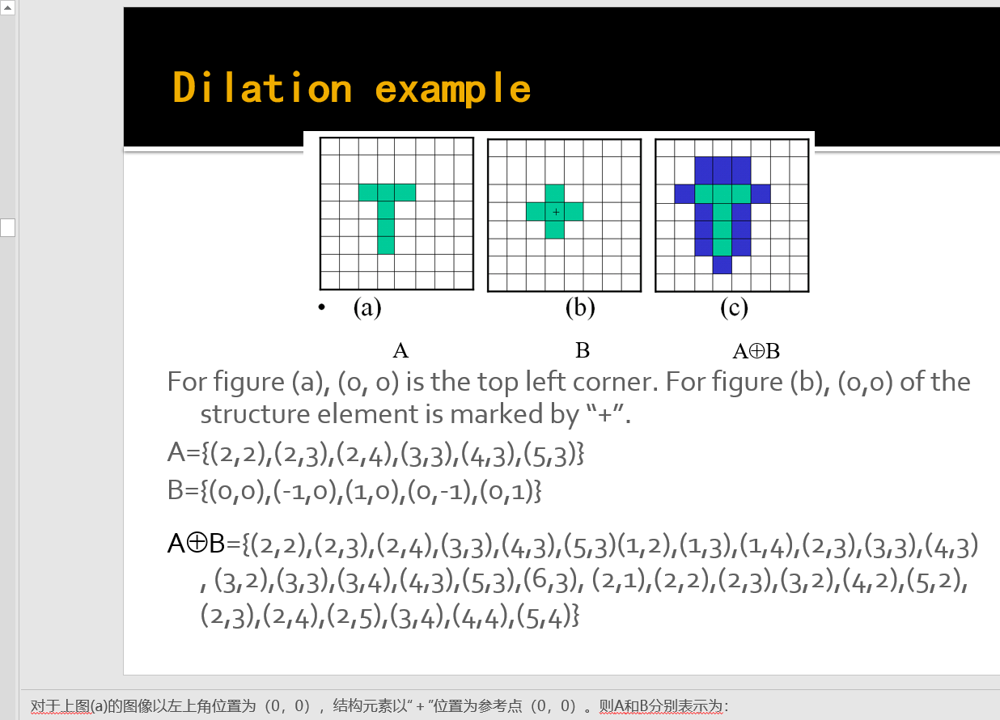 Dilation example
+
• (a) (b) (c)
A B A⊕B
For figure (a), (0, 0) is the top left corner. For figure (b), (0,0) of the
structure element is marked by “+”.
A={(2,2),(2,3),(2,4),(3,3),(4,3),(5,3)}
B={(0,0),(-1,0),(1,0),(0,-1),(0,1)}
A⊕B={(2,2),(2,3),(2,4),(3,3),(4,3),(5,3)(1,2),(1,3),(1,4),(2,3),(3,3),(4,3)
, (3,2),(3,3),(3,4),(4,3),(5,3),(6,3), (2,1),(2,2),(2,3),(3,2),(4,2),(5,2),
(2,3),(2,4),(2,5),(3,4),(4,4),(5,4)}
对于上图(a)的图像以左上角位置为（0，0），结构元素以“+”位置为参考点（0，0）。则A和B分别表示为：